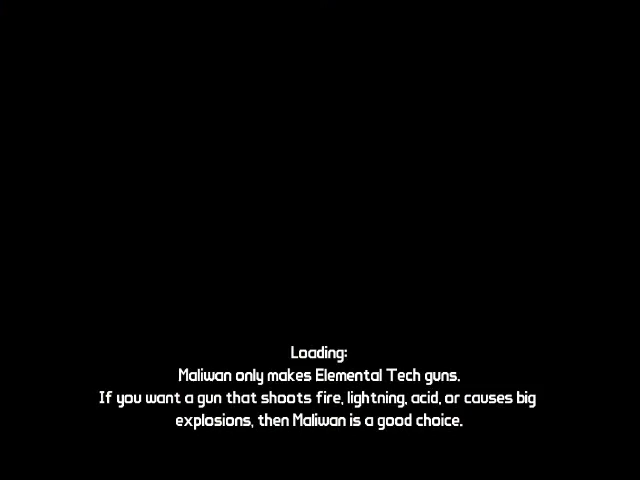 Loading:
Maliwan only makes Elemental Tech guns.
If you want a gun that shoots fire, lightning, acid, or causes big
explosions, then Maliwan is a good choice.